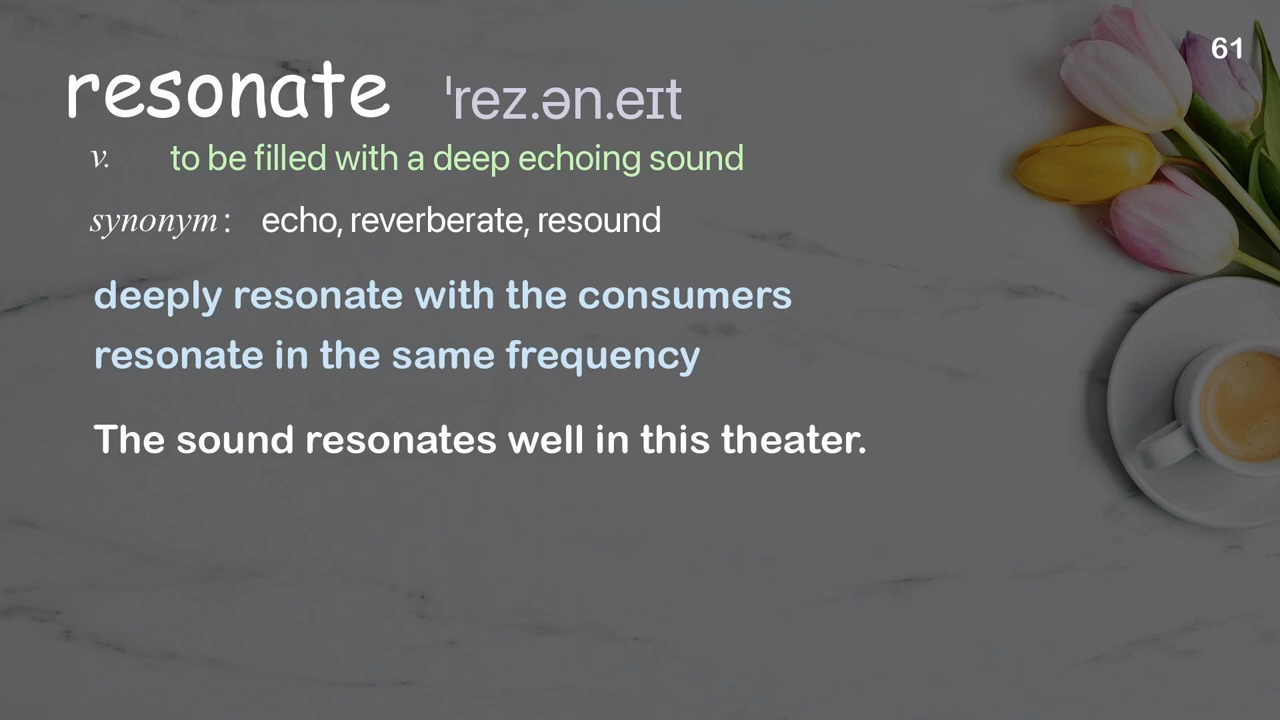 61
resonate ˈrez.ən.eɪt
v. to be filled with a deep echoing sound
synonym: echo, reverberate, resound
deeply resonate with the consumers
resonate in the same frequency
The sound resonates well in this theater.